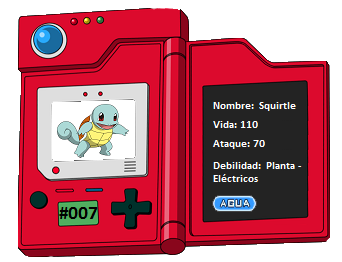 #007
Nombre: Squirtle
Vida: 110
Ataque: 70
Debilidad: Planta -
Eléctricos
AGUA